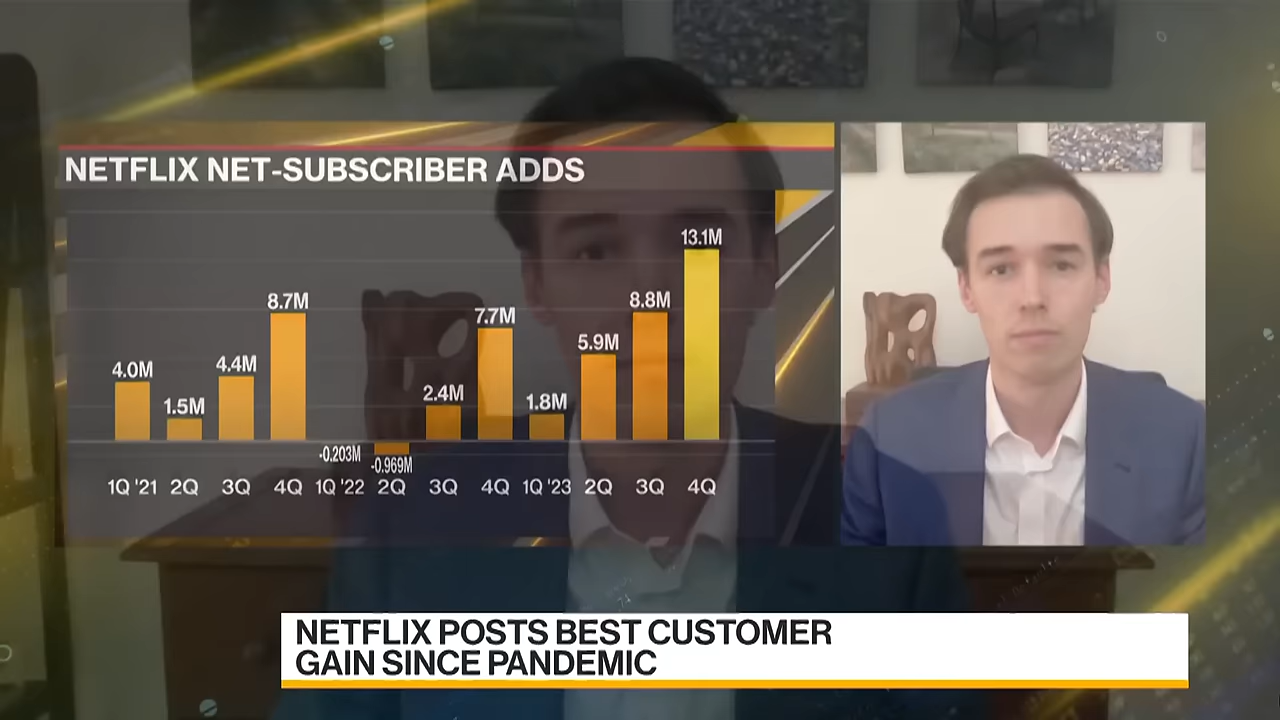 NETFLIX NET-SUBSCRIBER ADDS
4.0M
1.5M
4.4M
8.7M
-0.203M
-0.969M
2.4M
7.7M
1.8M
5.9M
8.8M
13.1M
1Q '21 2Q 3Q 4Q 1Q '22 2Q 3Q 4Q 1Q '23 2Q 3Q 4Q
NETFLIX POSTS BEST CUSTOMER
GAIN SINCE PANDEMIC